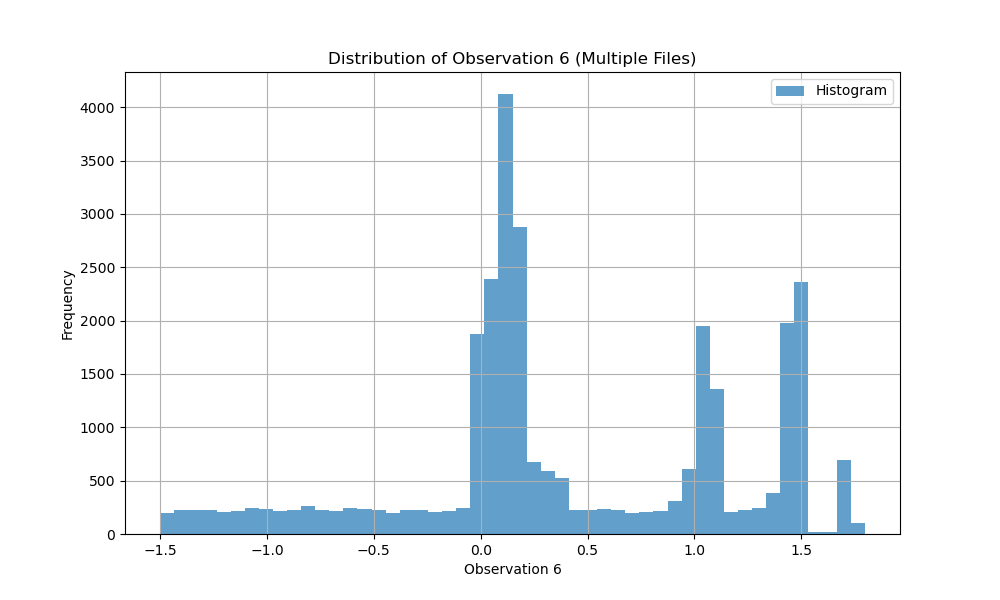 Distribution of Observation 6 (Multiple Files)
Histogram
4000
3500
3000
2500
2000
1500
1000
500
0
Frequency
−1.5 −1.0 −0.5 0.0 0.5 1.0 1.5
Observation 6